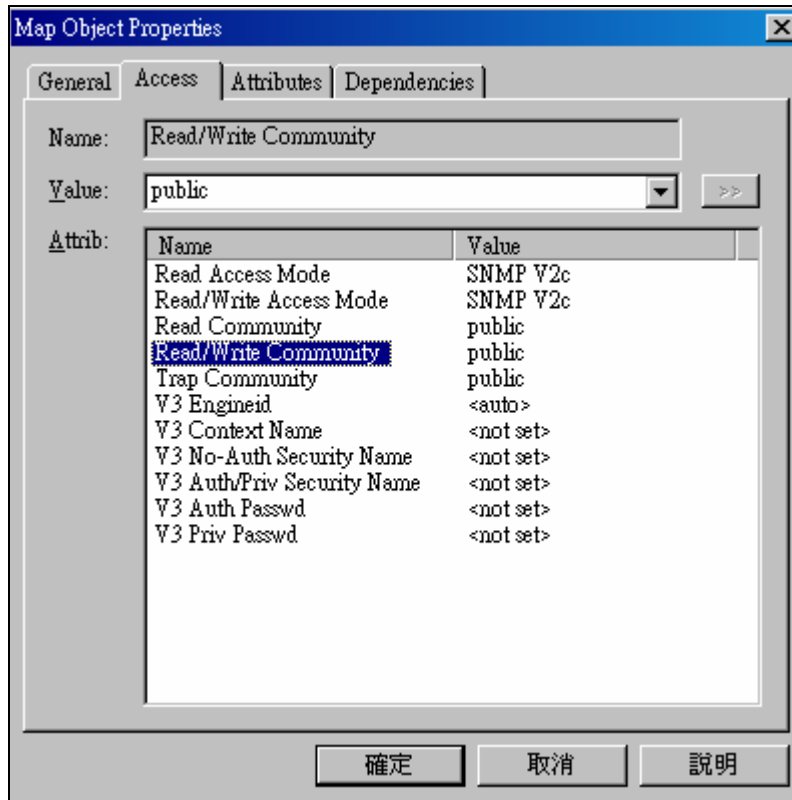 Map Object Properties
General Access Attributes Dependencies
Name: Read/Write Community
Value: public >>
Attrib: Name Value
Read Access Mode SNMP V2c
Read/Write Access Mode SNMP V2c
Read Community public
Read/Write Community public
Trap Community public
V3 Engineid <auto>
V3 Context Name <not set>
V3 No-Auth Security Name <not set>
V3 Auth/Priv Security Name <not set>
V3 Auth Passwd <not set>
V3 Priv Passwd <not set>
確定 取消 說明